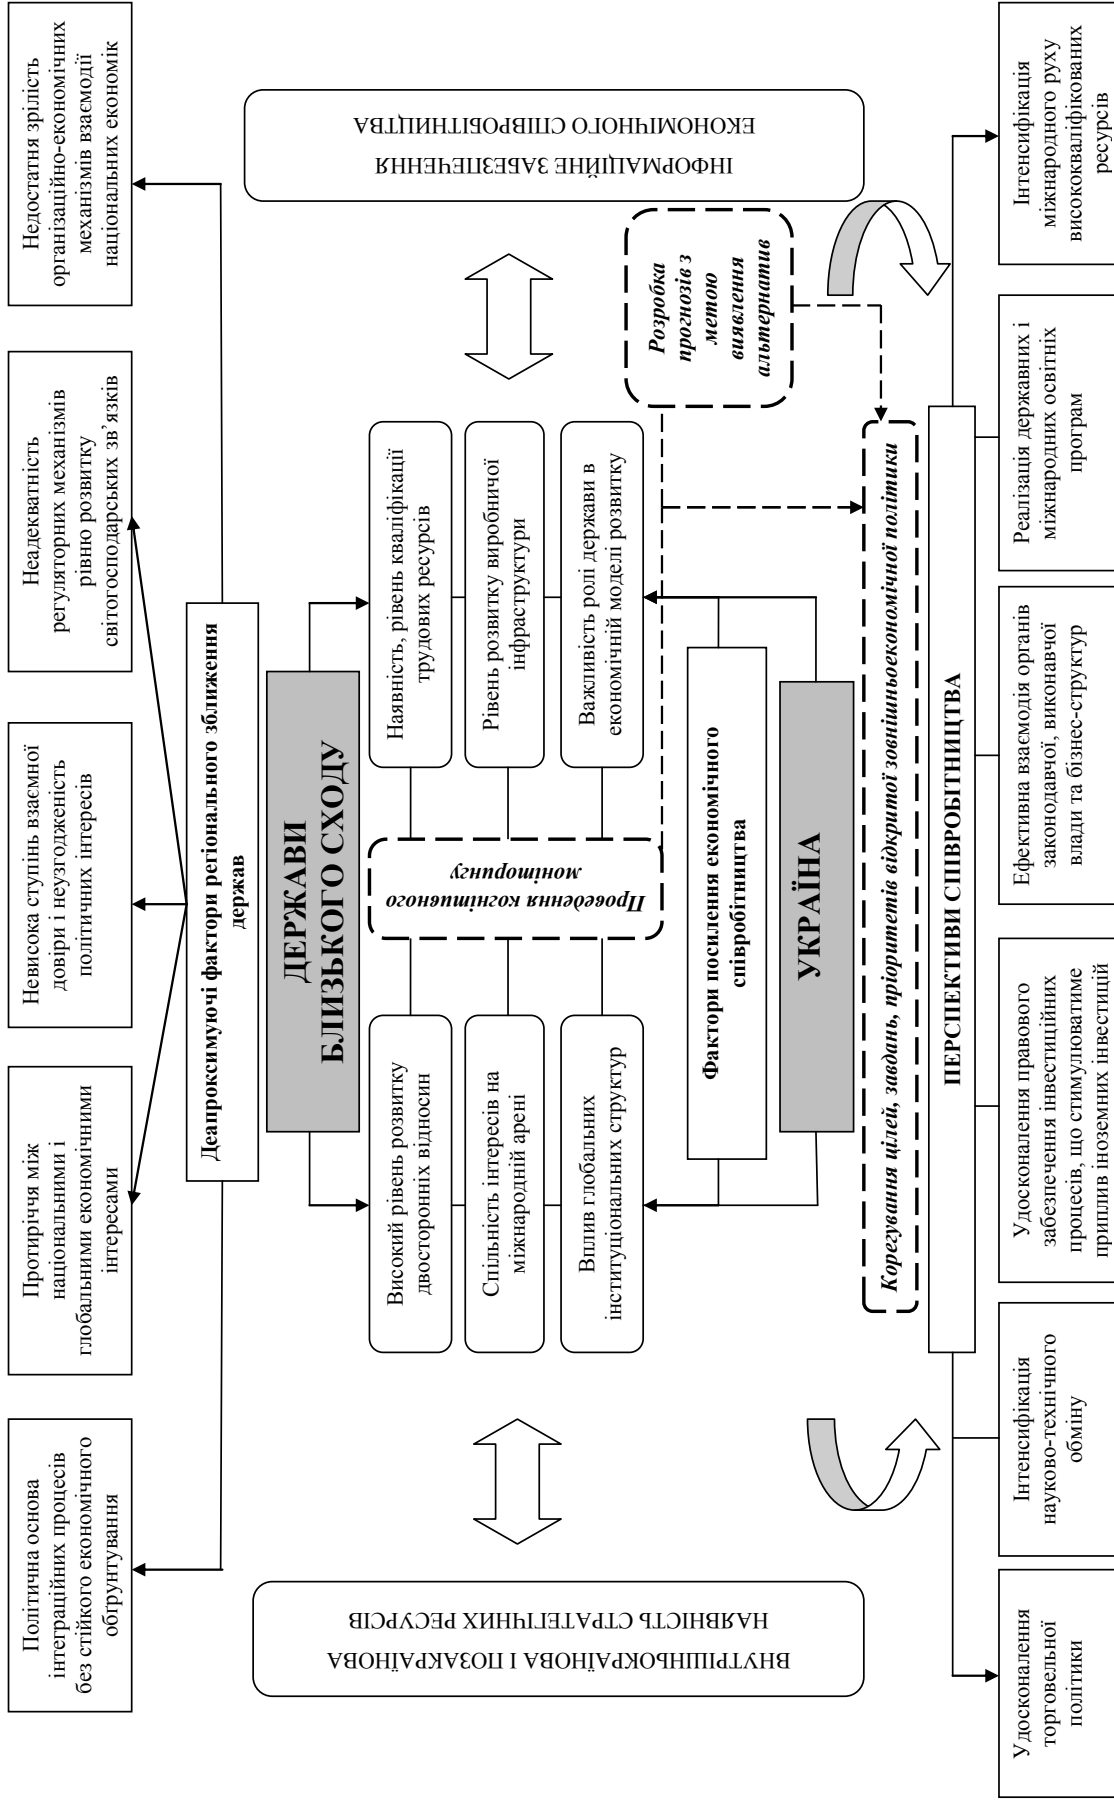 Політична основа
інтеграційних процесів
без стійкого економічного
обґрунтування
Протиріччя між
національними і
глобальними економічними
інтересами
Невисока ступінь взаємної
довіри і неузгодженість
політичних інтересів
Неадекватність
регуляторних механізмів
рівню розвитку
світогосподарських зв’язків
Недостатня зрілість
організаційно-економічних
механізмів взаємодії
національних економік
Деапроксимуючі фактори регіонального зближення
держав
ДЕРЖАВИ
БЛИЗЬКОГО СХОДУ
ВНУТРІШНЬОКРАЇНОВА І ПОЗАКРАЇНОВА
НАЯВНІСТЬ СТРАТЕГІЧНИХ РЕСУРСІВ
Високий рівень розвитку
двосторонніх відносин
Спільність інтересів на
міжнародній арені
Вплив глобальних
інституціональних структур
Проведення когнітивного
моніторингу
Наявність, рівень кваліфікації
трудових ресурсів
Рівень розвитку виробничої
інфраструктури
Важливість ролі держави в
економічній моделі розвитку
ІНФОРМАЦІЙНЕ ЗАБЕЗПЕЧЕННЯ
ЕКОНОМІЧНОГО СПІВРОБІТНИЦТВА
Розробка
прогнозів з
метою
виявлення
альтернатив
Фактори посилення економічного
співробітництва
УКРАЇНА
Корегування цілей, завдань, пріоритетів відкритої зовнішньоекономічної політики
ПЕРСПЕКТИВИ СПІВРОБІТНИЦТВА
Удосконалення
торговельної
політики
Інтенсифікація
науково-технічного
обміну
Удосконалення правового
забезпечення інвестиційних
процесів, що стимулюватиме
приплив іноземних інвестицій
Ефективна взаємодія органів
законодавчої, виконавчої
влади та бізнес-структур
Реалізація державних і
міжнародних освітніх
програм
Інтенсифікація
міжнародного руху
висококваліфікованих
ресурсів